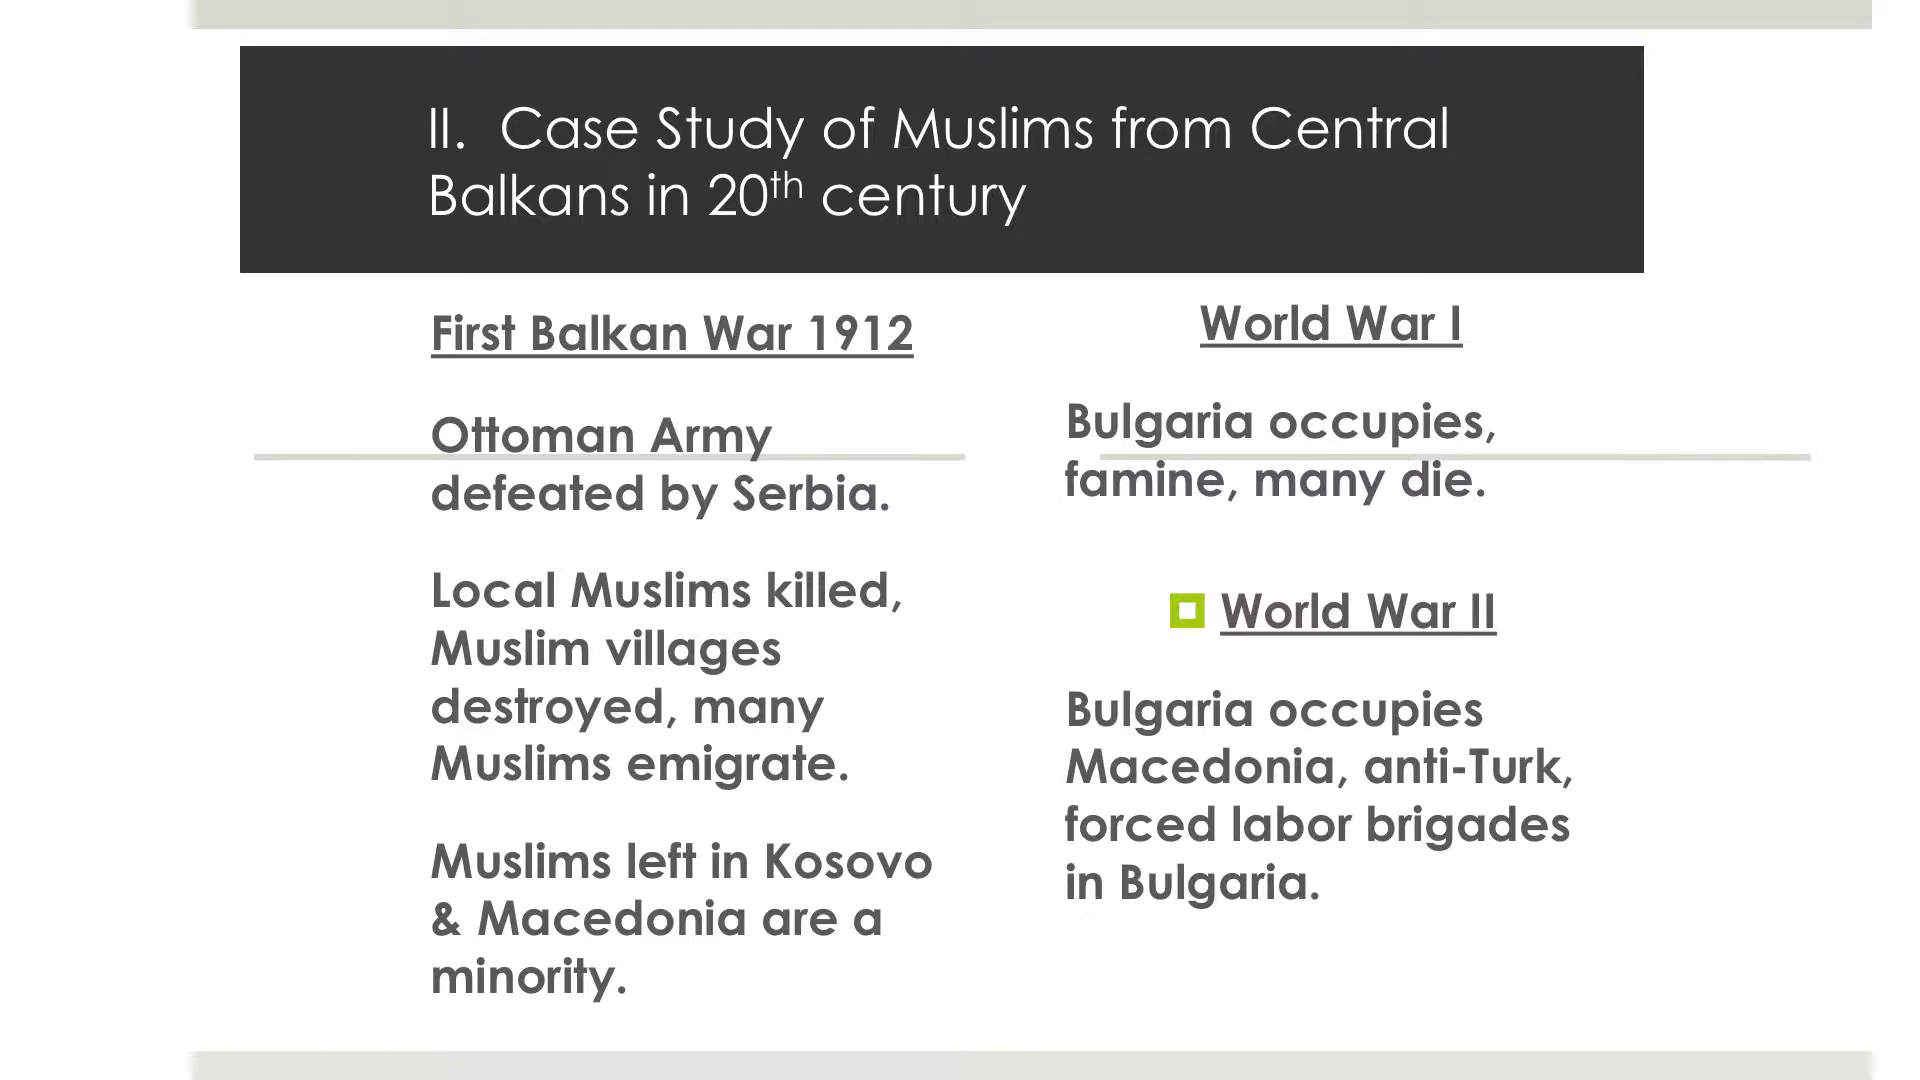 II.  Case Study of Muslims from Central
Balkans in 20th century
First Balkan War 1912
Ottoman Army
defeated by Serbia.
Local Muslims killed,
Muslim villages
destroyed, many
Muslims emigrate.
Muslims left in Kosovo
& Macedonia are a
minority.
World War I
Bulgaria occupies,
famine, many die.
World War II
Bulgaria occupies
Macedonia, anti-Turk,
forced labor brigades
in Bulgaria.